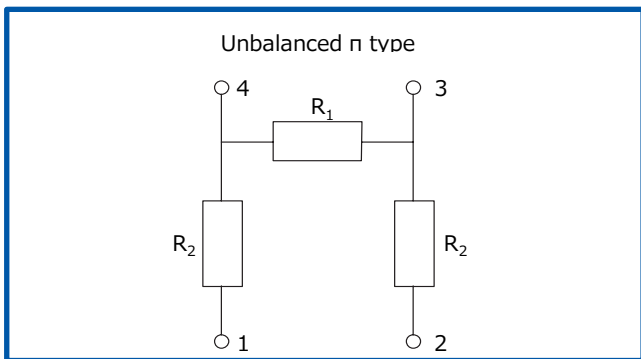 Unbalanced π type
4
3
R₁
R₂
R₂
1
2